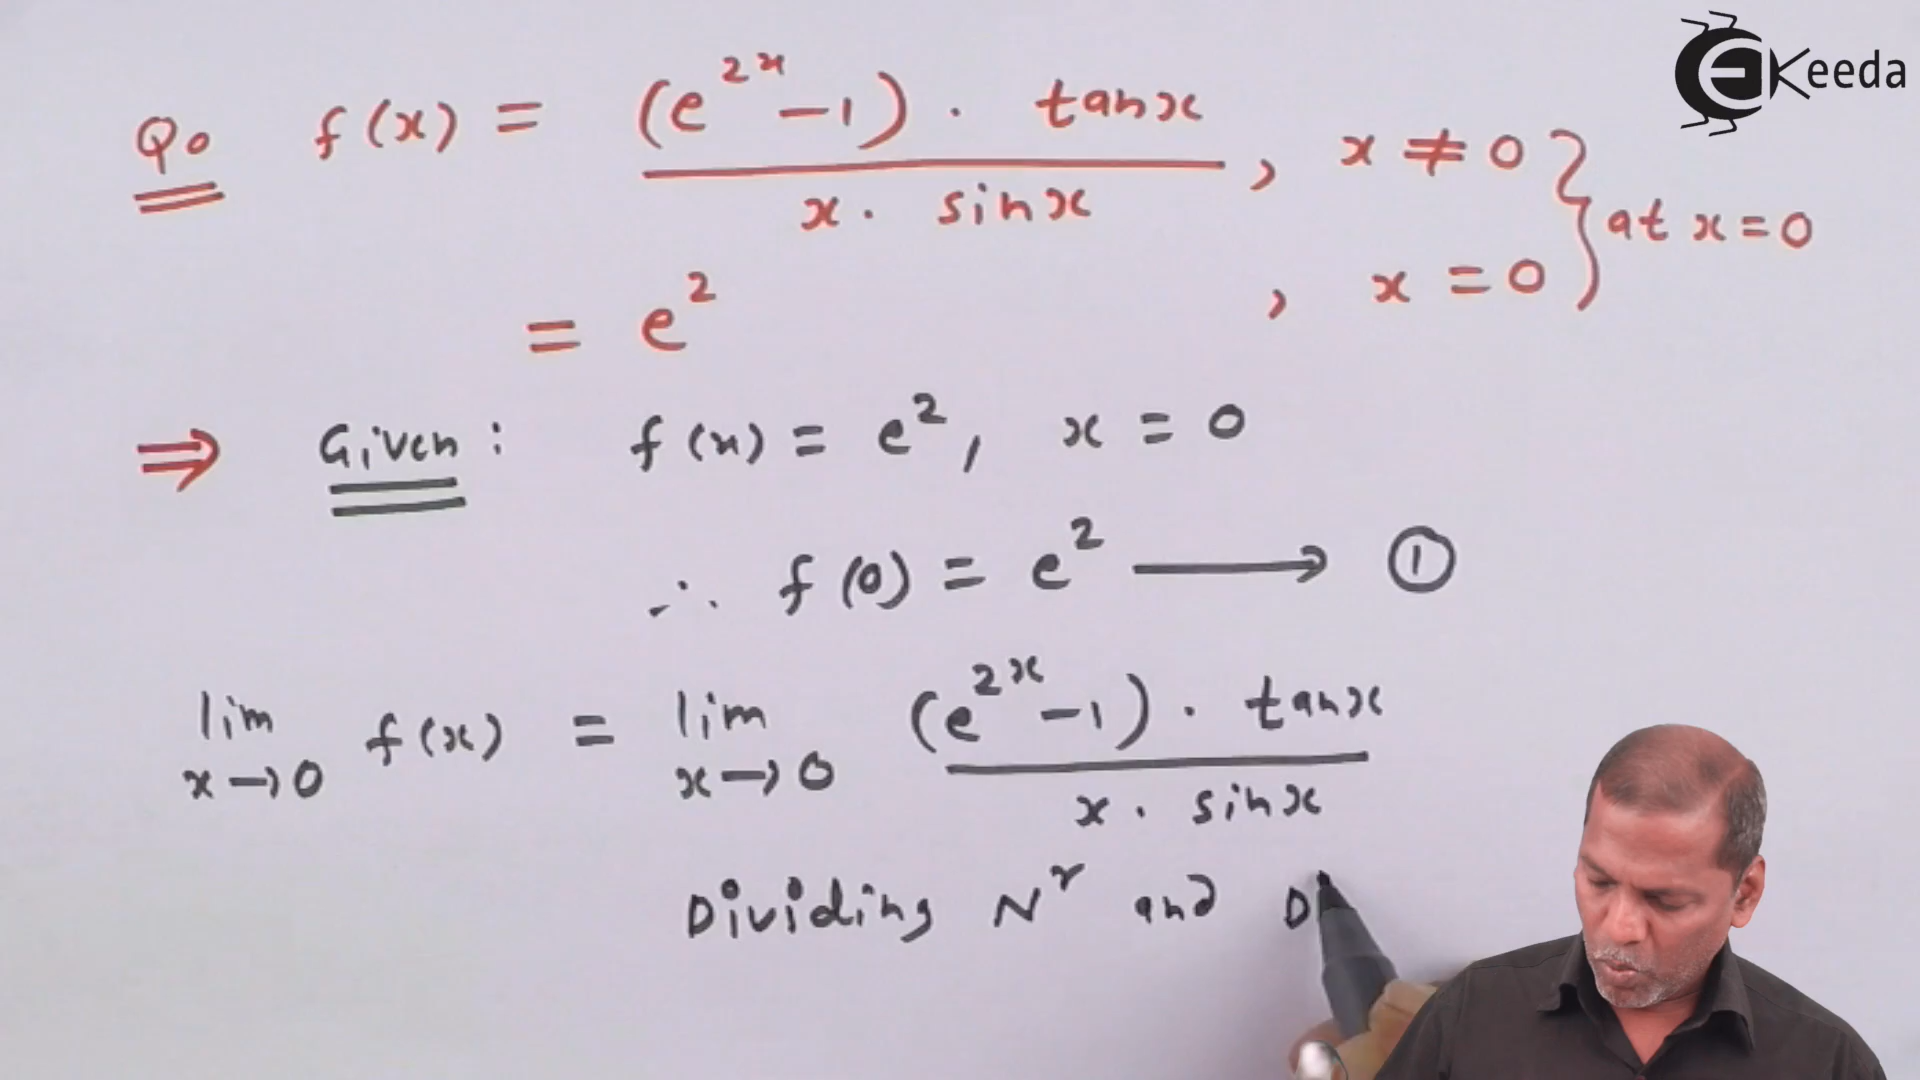 EKeeda
Q. f(x) = (e^2x - 1) . tanx / x . sinx , x ≠ 0 } at x = 0
= e^2 , x = 0
⇒ Given : f(x) = e^2, x = 0
∴ f(0) = e^2 ⟶ ①
lim x→0 f(x) = lim x→0 (e^2x - 1) . tanx / x . sinx
Dividing N^r and D